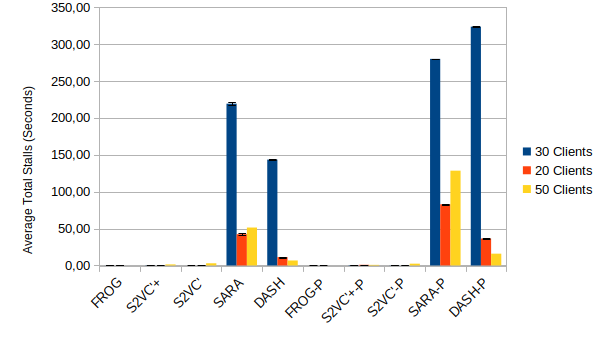 350,00
300,00
250,00
200,00
150,00
100,00
50,00
0,00
Average Total Stalls (Seconds)
FROG
S2VC'+
S2VC'
SARA
DASH
FROG-P
S2VC'+-P
S2VC'-P
SARA-P
DASH-P
30 Clients
20 Clients
50 Clients